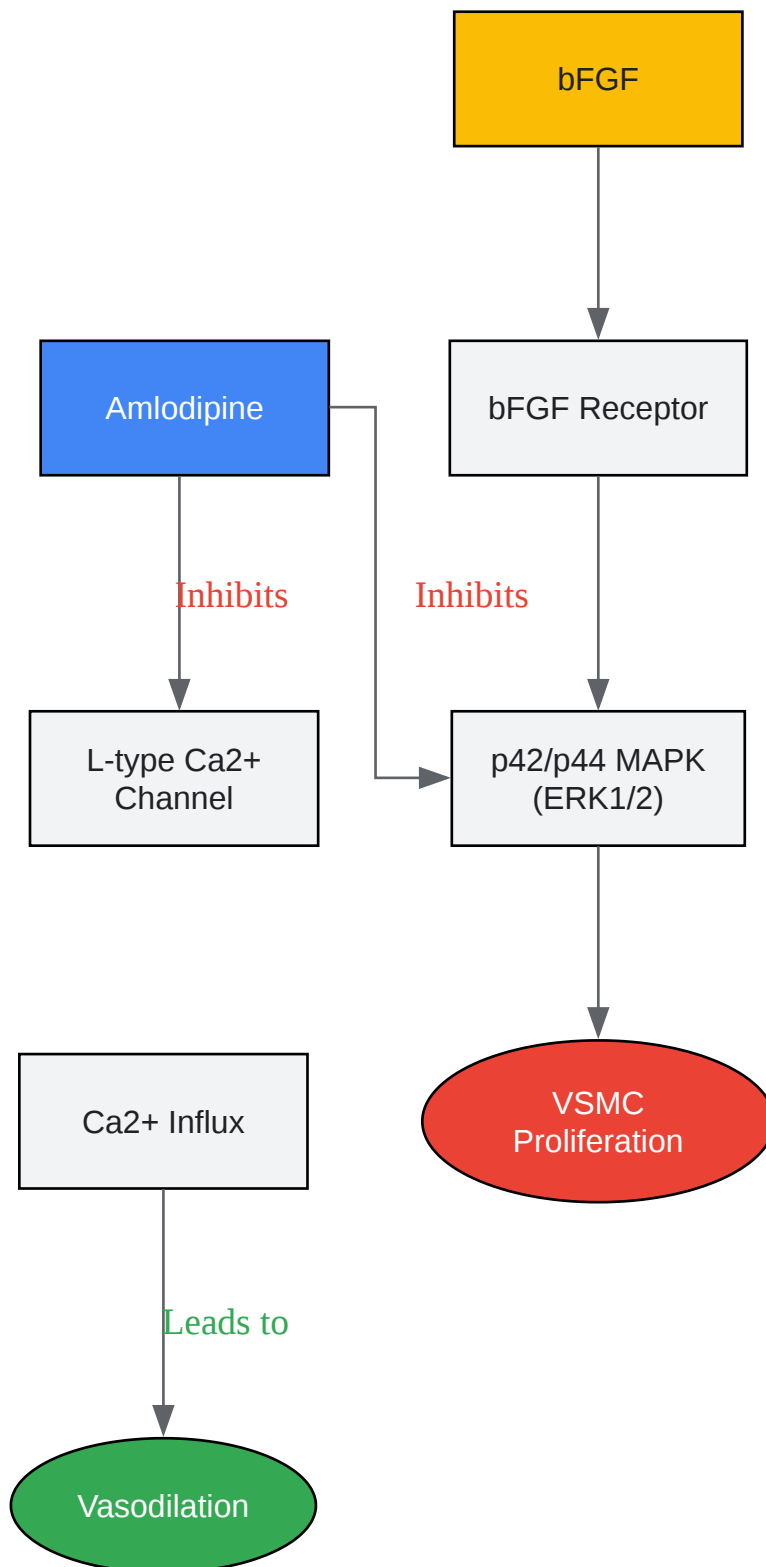 bFGF
Amlodipine
bFGF Receptor
Inhibits
Inhibits
L-type Ca2+
Channel
p42/p44 MAPK
(ERK1/2)
Ca2+ Influx
VSMC
Proliferation
Leads to
Vasodilation